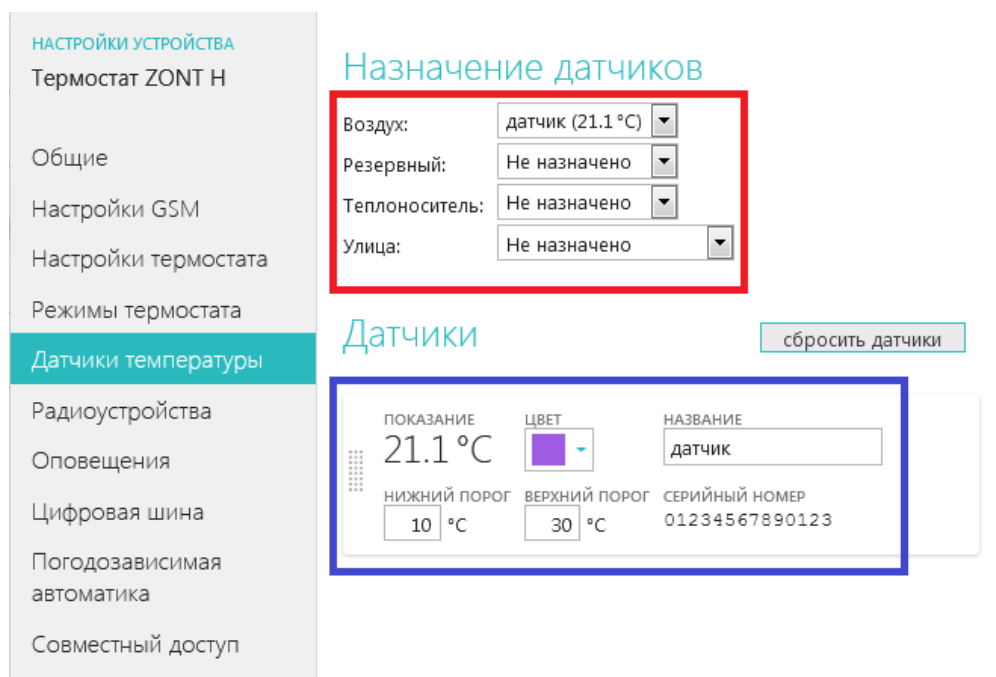 НАСТРОЙКИ УСТРОЙСТВА
Термостат ZONT H
Общие
Настройки GSM
Настройки термостата
Режимы термостата
Датчики температуры
Радиоустройства
Оповещения
Цифровая шина
Погодозависимая
автоматика
Совместный доступ
Назначение датчиков
Воздух: датчик (21.1 °C)
Резервный: Не назначено
Теплоноситель: Не назначено
Улица: Не назначено
Датчики сбросить датчики
ПОКАЗАНИЕ ЦВЕТ НАЗВАНИЕ
21.1 °C датчик
НИЖНИЙ ПОРОГ ВЕРХНИЙ ПОРОГ СЕРИЙНЫЙ НОМЕР
10 °C 30 °C 01234567890123